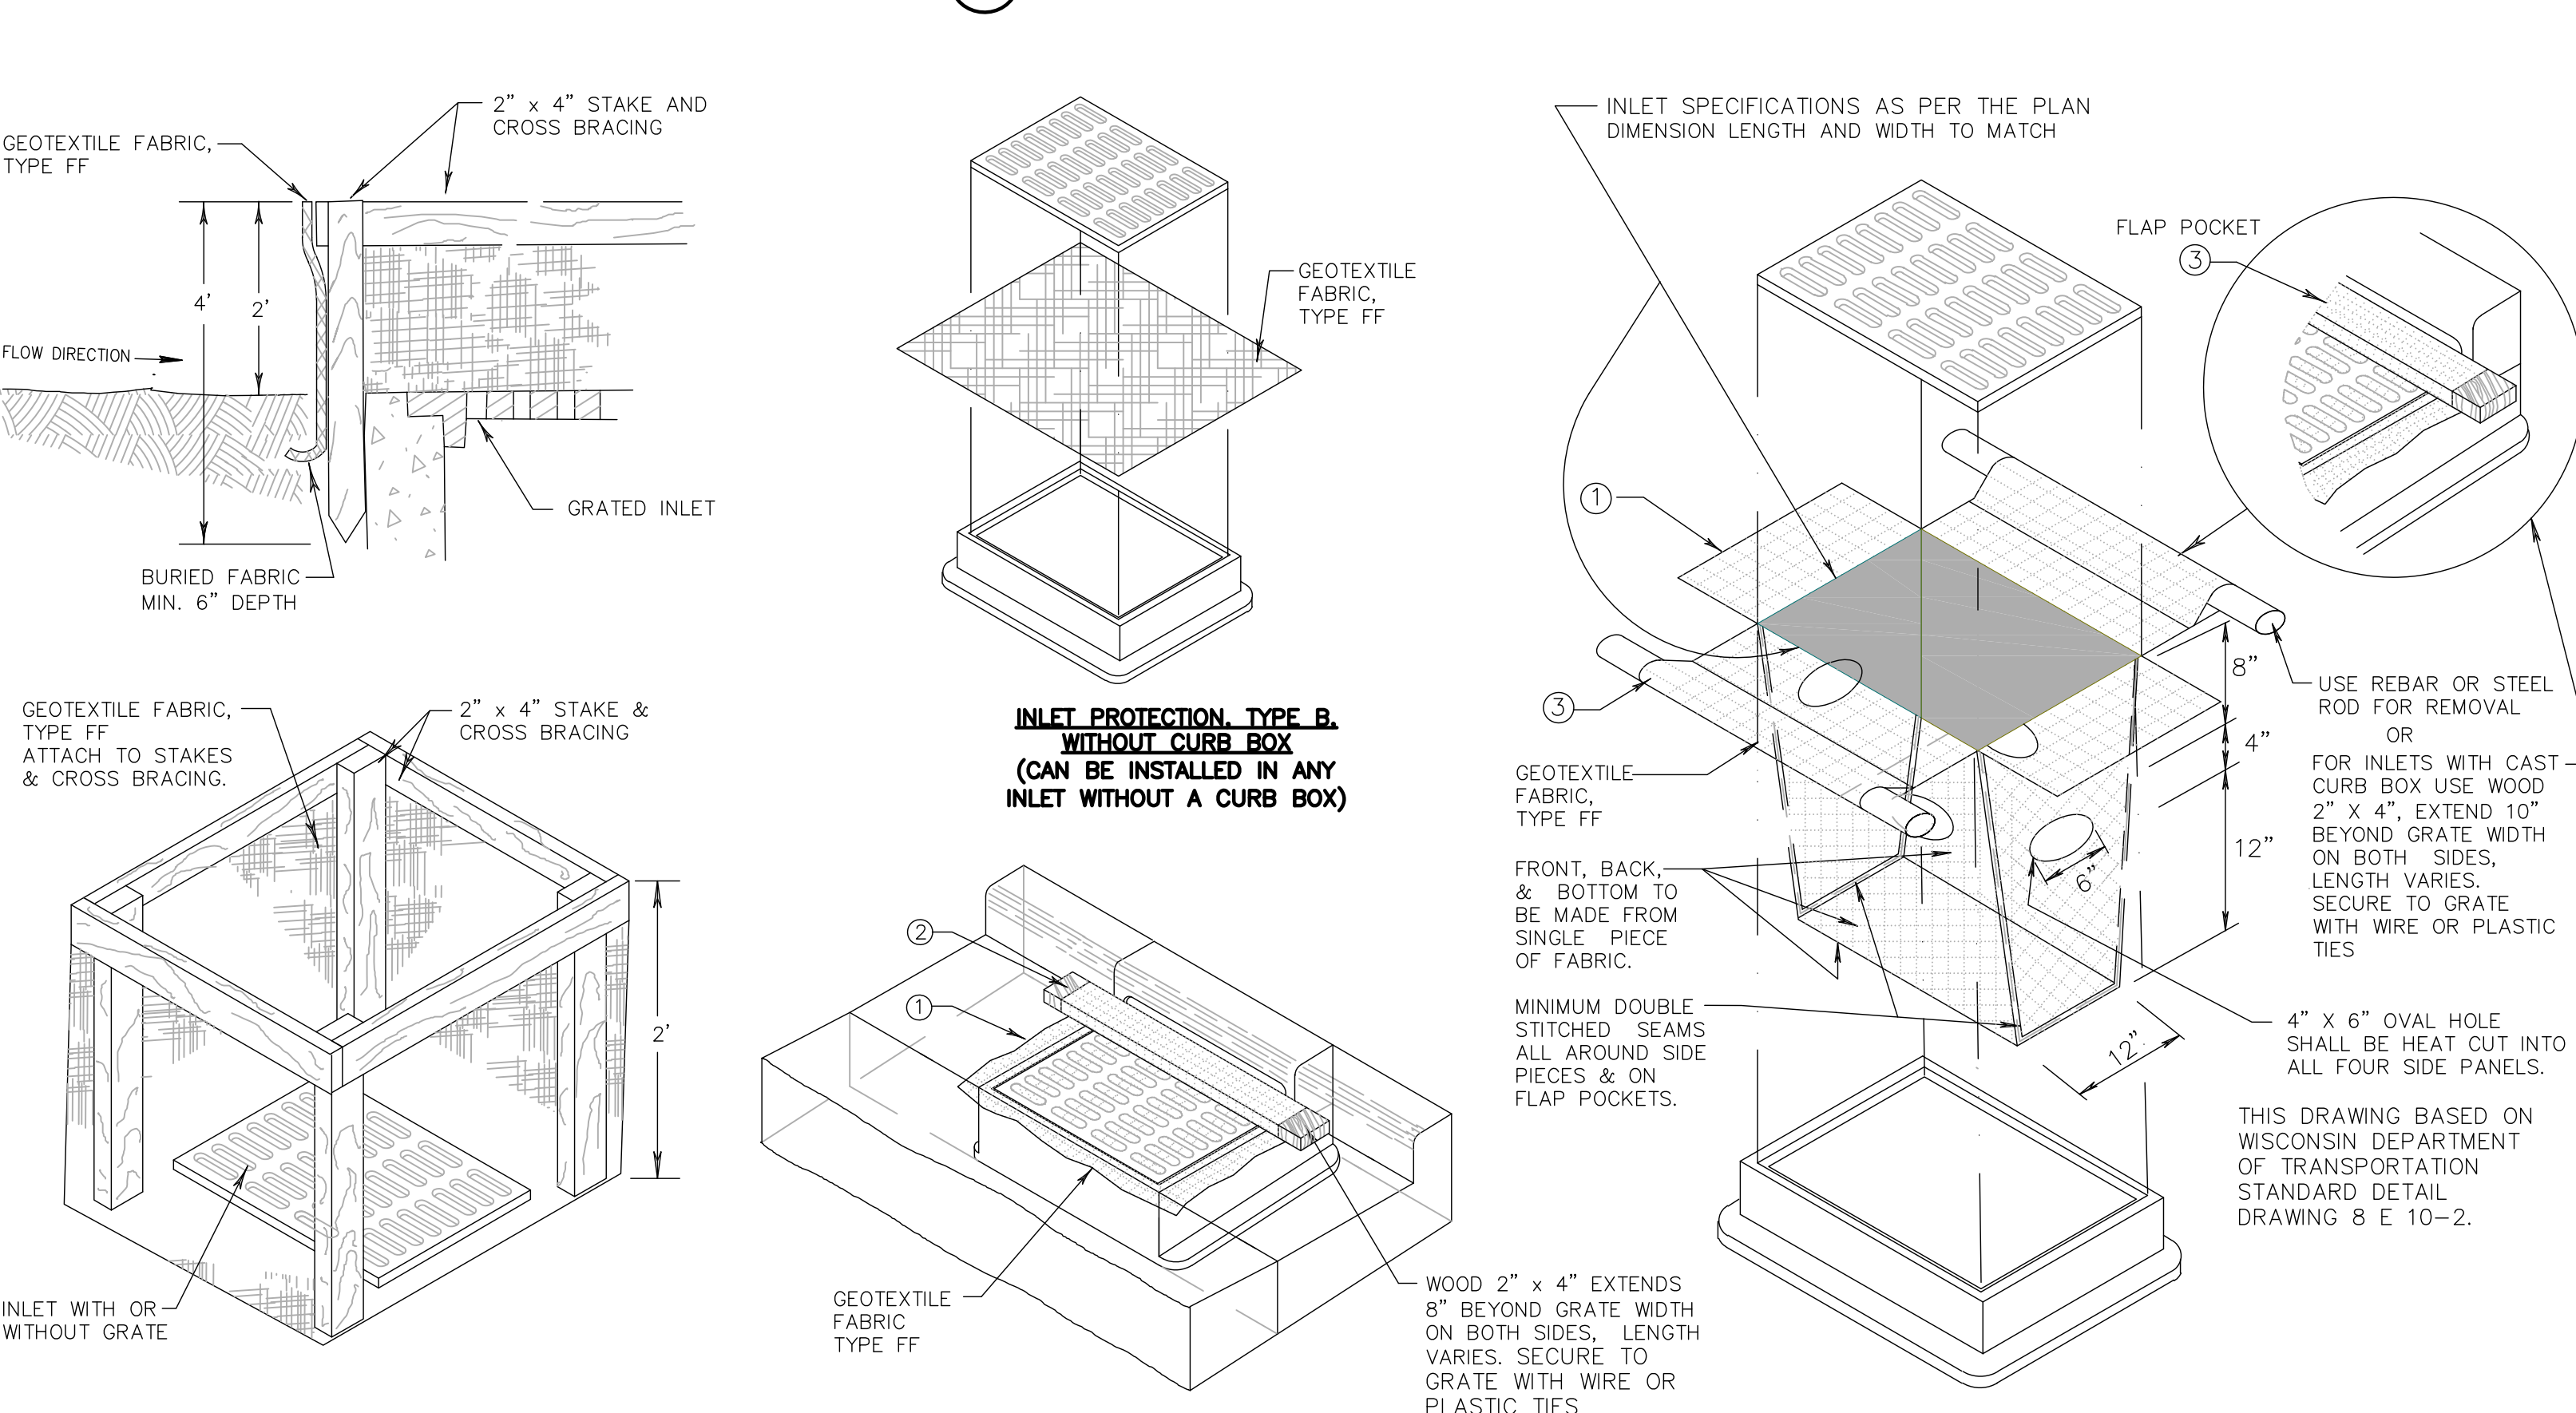 GEOTEXTILE FABRIC,
TYPE FF
2" x 4" STAKE AND
CROSS BRACING
4'
2'
FLOW DIRECTION
GRATED INLET
BURIED FABRIC
MIN. 6" DEPTH
GEOTEXTILE FABRIC,
TYPE FF
ATTACH TO STAKES
& CROSS BRACING.
2" x 4" STAKE &
CROSS BRACING
2'
INLET WITH OR
WITHOUT GRATE
GEOTEXTILE
FABRIC,
TYPE FF
INLET PROTECTION. TYPE B.
WITHOUT CURB BOX
(CAN BE INSTALLED IN ANY
INLET WITHOUT A CURB BOX)
2
1
GEOTEXTILE
FABRIC
TYPE FF
WOOD 2" x 4" EXTENDS
8" BEYOND GRATE WIDTH
ON BOTH SIDES, LENGTH
VARIES. SECURE TO
GRATE WITH WIRE OR
PLASTIC TIES
INLET SPECIFICATIONS AS PER THE PLAN
DIMENSION LENGTH AND WIDTH TO MATCH
FLAP POCKET
3
1
3
GEOTEXTILE
FABRIC,
TYPE FF
FRONT, BACK,
& BOTTOM TO
BE MADE FROM
SINGLE PIECE
OF FABRIC.
MINIMUM DOUBLE
STITCHED SEAMS
ALL AROUND SIDE
PIECES & ON
FLAP POCKETS.
8"
4"
12"
6"
12"
USE REBAR OR STEEL
ROD FOR REMOVAL
OR
FOR INLETS WITH CAST
CURB BOX USE WOOD
2" X 4", EXTEND 10"
BEYOND GRATE WIDTH
ON BOTH SIDES,
LENGTH VARIES.
SECURE TO GRATE
WITH WIRE OR PLASTIC
TIES
4" X 6" OVAL HOLE
SHALL BE HEAT CUT INTO
ALL FOUR SIDE PANELS.
THIS DRAWING BASED ON
WISCONSIN DEPARTMENT
OF TRANSPORTATION
STANDARD DETAIL
DRAWING 8 E 10-2.